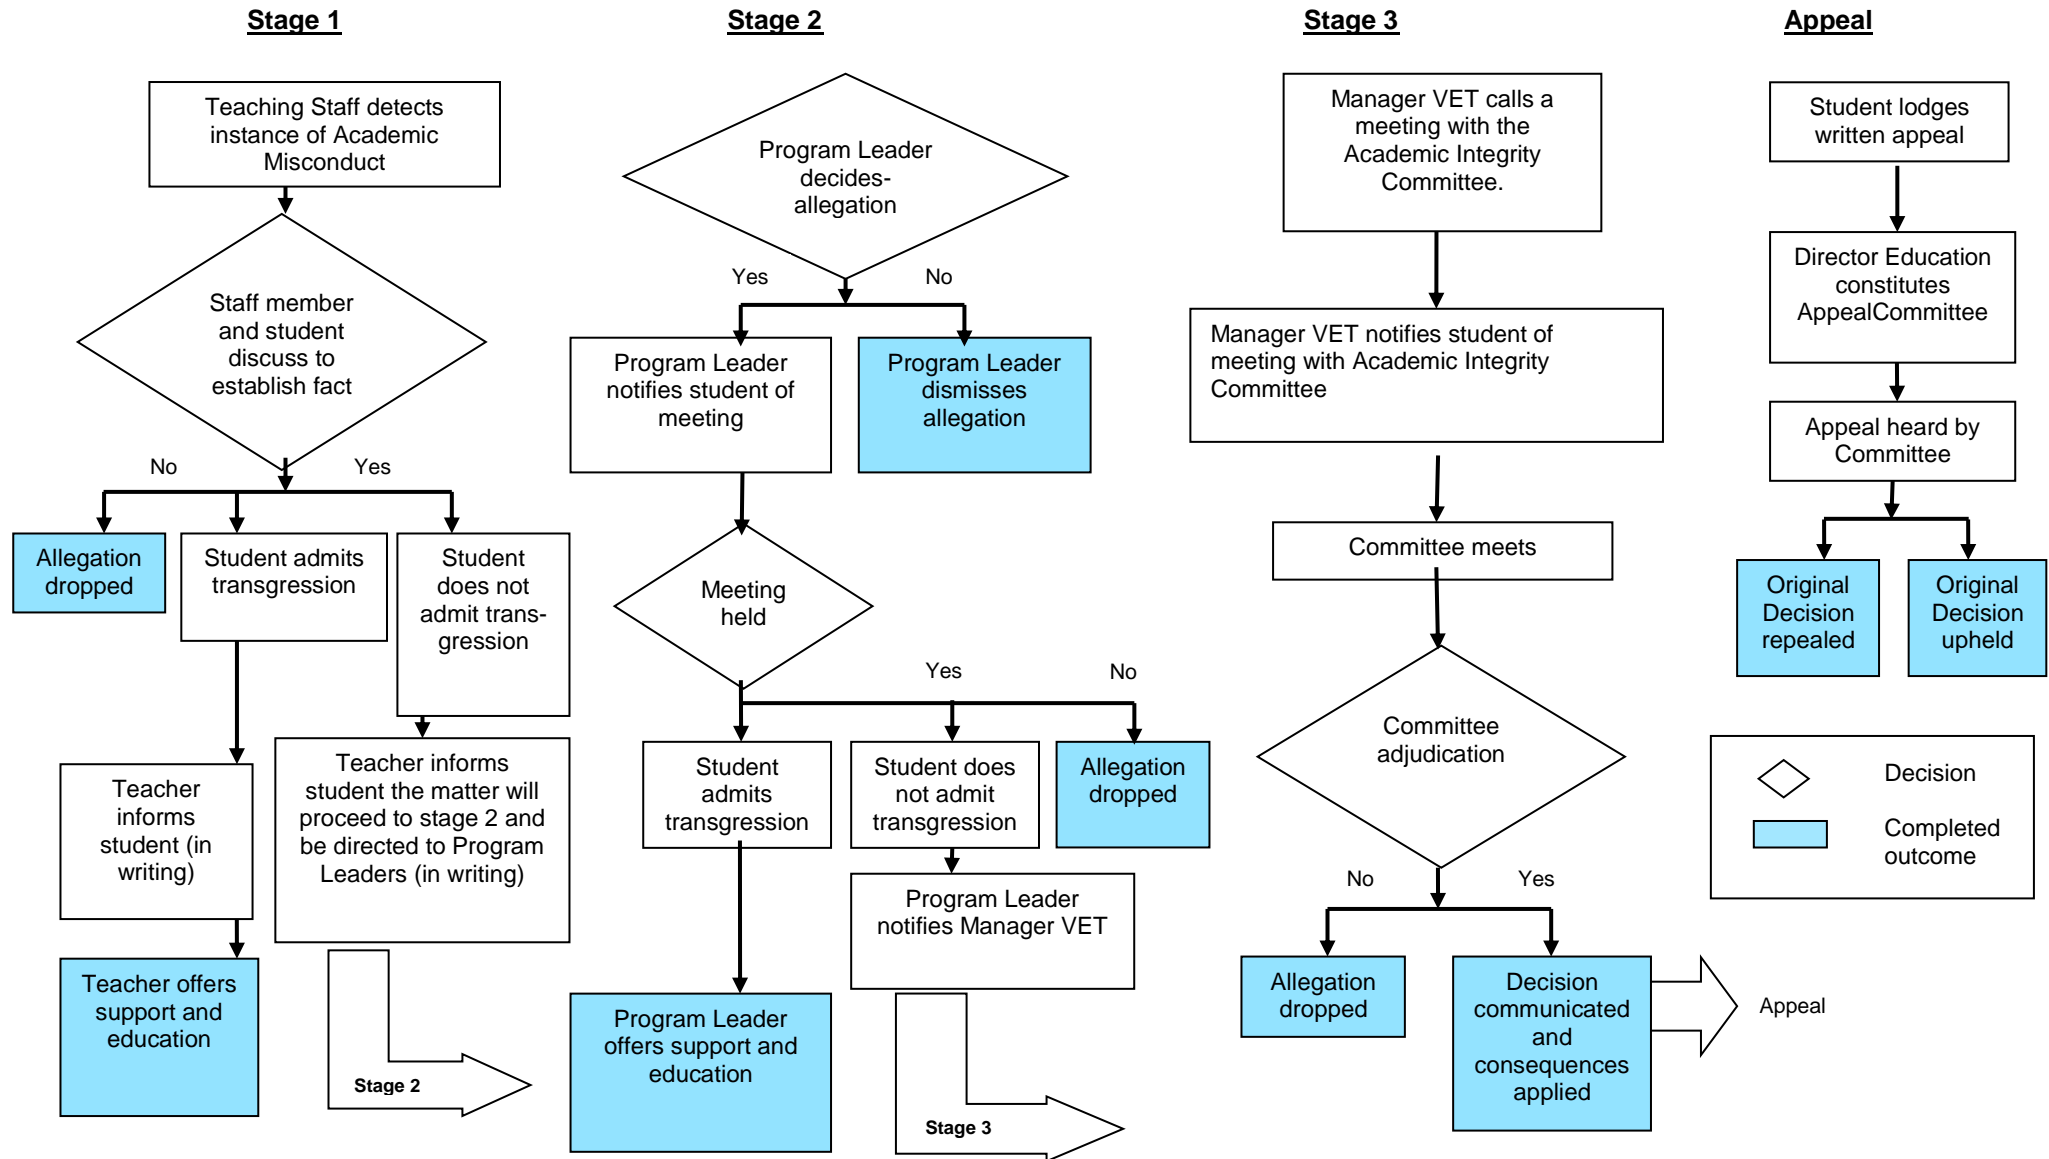 Stage 1
Teaching Staff detects
instance of Academic
Misconduct
Staff member
and student
discuss to
establish fact
No
Yes
Allegation
dropped
Student admits
transgression
Student
does not
admit trans-
gression
Teacher
informs
student (in
writing)
Teacher informs
student the matter will
proceed to stage 2 and
be directed to Program
Leaders (in writing)
Teacher offers
support and
education
Stage 2
Stage 2
Program Leader
decides-
allegation
Yes
No
Program Leader
notifies student of
meeting
Program Leader
dismisses
allegation
Meeting
held
Yes
No
Student
admits
transgression
Student does
not admit
transgression
Allegation
dropped
Program Leader
notifies Manager VET
Program Leader
offers support and
education
Stage 3
Stage 3
Manager VET calls a
meeting with the
Academic Integrity
Committee.
Manager VET notifies student of
meeting with Academic Integrity
Committee
Committee meets
Committee
adjudication
No
Yes
Allegation
dropped
Decision
communicated
and
consequences
applied
Appeal
Appeal
Student lodges
written appeal
Director Education
constitutes
AppealCommittee
Appeal heard by
Committee
Original
Decision
repealed
Original
Decision
upheld
Decision
Completed
outcome